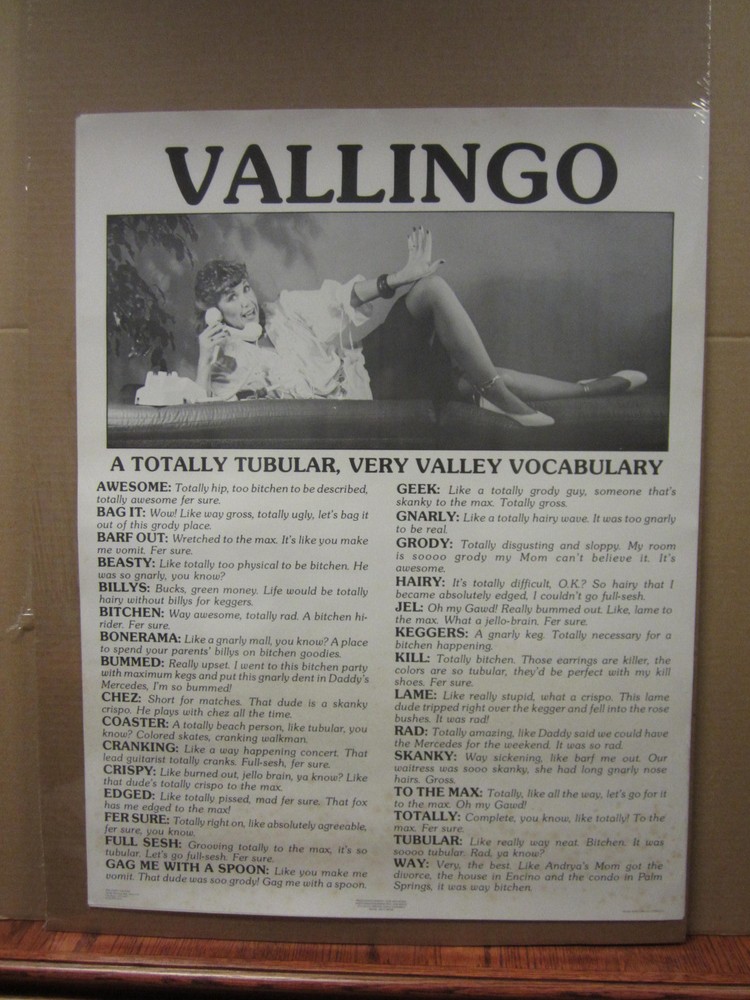 VALLINGO
A TOTALLY TUBULAR, VERY VALLEY VOCABULARY
AWESOME: Totally hip, too bitchen to be described,
totally awesome fer sure.
BAG IT: Wow! Like way gross, totally ugly, let's bag it
out of this grody place.
BARF OUT: Wretched to the max. It's like you make
me vomit. Fer sure.
BEASTY: Like totally too physical to be bitchen. He
was so gnarly, you know?
BILLYS: Bucks, green money. Life would be totally
hairy without billys for keggers.
BITCHEN: Way awesome, totally rad. A bitchen hi-
rider. Fer sure.
BONERAMA: Like a gnarly mall, you know? A place
to spend your parents' billys on bitchen goodies.
BUMMED: Really upset. I went to this bitchen party
with maximum kegs and put this gnarly dent in Daddy's
Mercedes, I'm so bummed!
CHEZ: Short for matches. That dude is a skanky
crispo. He plays with chez all the time.
COASTER: A totally beach person, like tubular, you
know? Colored skates, cranking walkman.
CRANKING: Like a way happening concert. That
lead guitarist totally cranks. Full-sesh, fer sure.
CRISPY: Like burned out, jello brain, ya know? Like
that dude's totally crispo to the max.
EDGED: Like totally pissed, mad fer sure. That fox
has me edged to the max!
FER SURE: Totally right on, like absolutely agreeable,
fer sure, you know.
FULL SESH: Grooving totally to the max, it's so
tubular. Let's go full-sesh. Fer sure.
GAG ME WITH A SPOON: Like you make me
vomit. That dude was soo grody! Gag me with a spoon.
GEEK: Like a totally grody guy, someone that's
skanky to the max. Totally gross.
GNARLY: Like a totally hairy wave. It was too gnarly
to be real.
GRODY: Totally disgusting and sloppy. My room
is soooo grody my Mom can't believe it. It's
awesome.
HAIRY: It's totally difficult, O.K.? So hairy that I
became absolutely edged, I couldn't go full-sesh.
JEL: Oh my Gawd! Really bummed out. Like, lame to
the max. What a jello-brain. Fer sure.
KEGGERS: A gnarly keg. Totally necessary for a
bitchen happening.
KILL: Totally bitchen. Those earrings are killer, the
colors are so tubular, they'd be perfect with my kill
shoes. Fer sure.
LAME: Like really stupid, what a crispo. This lame
dude tripped right over the kegger and fell into the rose
bushes. It was rad!
RAD: Totally amazing, like Daddy said we could have
the Mercedes for the weekend. It was so rad.
SKANKY: Way sickening, like barf me out. Our
waitress was sooo skanky, she had long gnarly nose
hairs. Gross.
TO THE MAX: Totally, like all the way, let's go for it
to the max. Oh my Gawd!
TOTALLY: Complete, you know, like totally! To the
max. Fer sure.
TUBULAR: Like really way neat. Bitchen. It was
soooo tubular. Rad, ya know?
WAY: Very, the best. Like Andrya's Mom got the
divorce, the house in Encino and the condo in Palm
Springs, it was way bitchen.